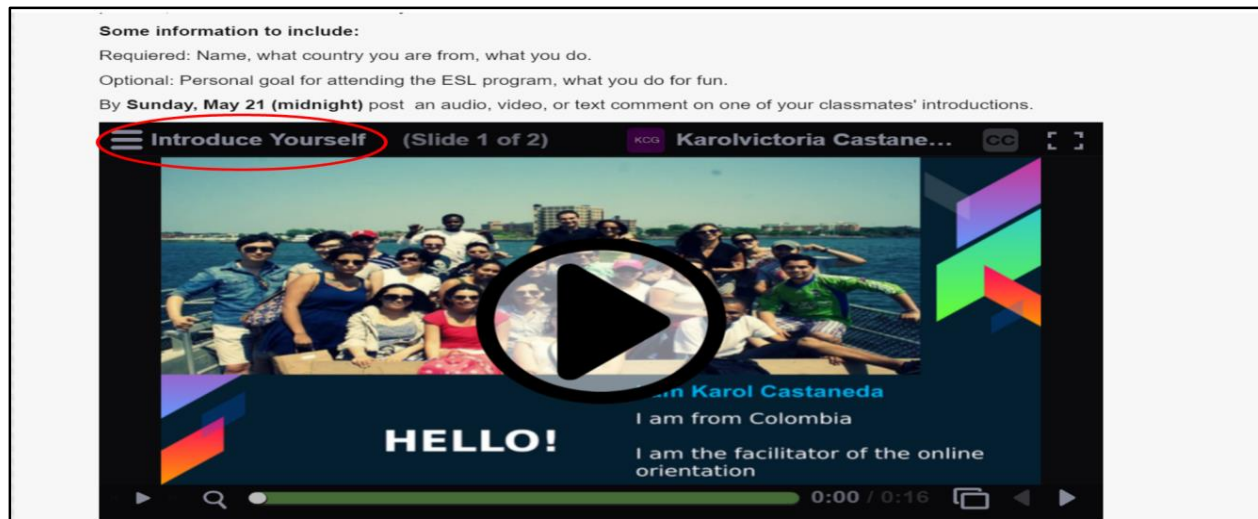 Some information to include:
Requiered: Name, what country you are from, what you do.
Optional: Personal goal for attending the ESL program, what you do for fun.
By Sunday, May 21 (midnight) post an audio, video, or text comment on one of your classmates' introductions.
Introduce Yourself (Slide 1 of 2) KCG Karolvictoria Castane... CC
Karol Castaneda
I am from Colombia
HELLO!
I am the facilitator of the online
orientation
0:00 / 0:16